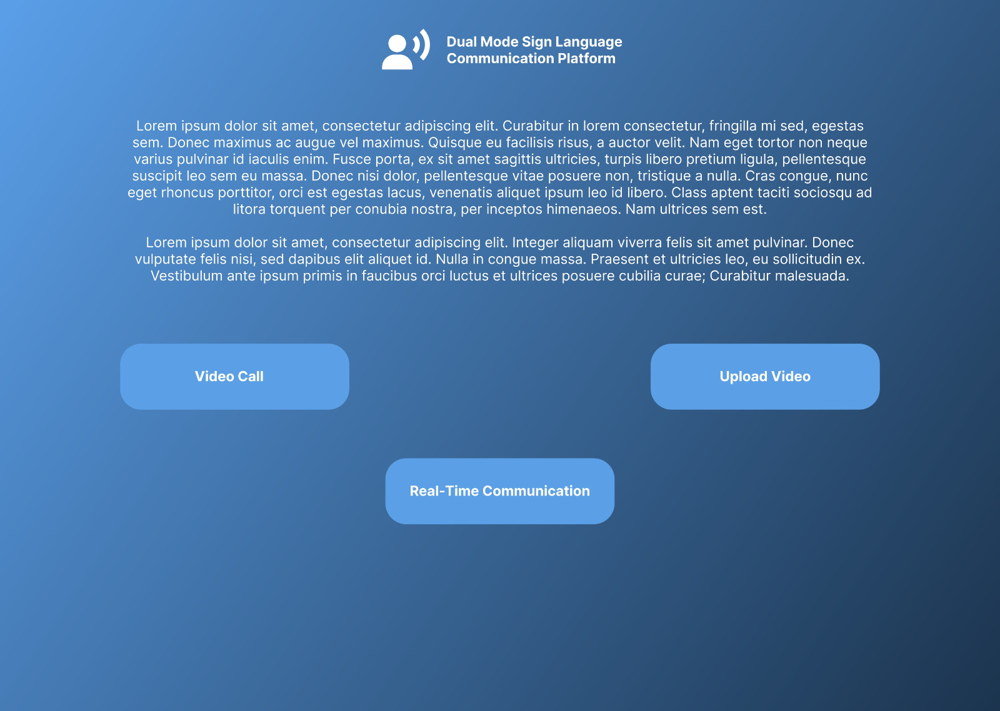 Dual Mode Sign Language
Communication Platform
Lorem ipsum dolor sit amet, consectetur adipiscing elit. Curabitur in lorem consectetur, fringilla mi sed, egestas
sem. Donec maximus ac augue vel maximus. Quisque eu facilisis risus, a auctor velit. Nam eget tortor non neque
varius pulvinar id iaculis enim. Fusce porta, ex sit amet sagittis ultricies, turpis libero pretium ligula, pellentesque
suscipit leo sem eu massa. Donec nisi dolor, pellentesque vitae posuere non, tristique a nulla. Cras congue, nunc
eget rhoncus porttitor, orci est egestas lacus, venenatis aliquet ipsum leo id libero. Class aptent taciti sociosqu ad
litora torquent per conubia nostra, per inceptos himenaeos. Nam ultrices sem est.
Lorem ipsum dolor sit amet, consectetur adipiscing elit. Integer aliquam viverra felis sit amet pulvinar. Donec
vulputate felis nisi, sed dapibus elit aliquet id. Nulla in congue massa. Praesent et ultricies leo, eu sollicitudin ex.
Vestibulum ante ipsum primis in faucibus orci luctus et ultrices posuere cubilia curae; Curabitur malesuada.
Video Call
Upload Video
Real-Time Communication